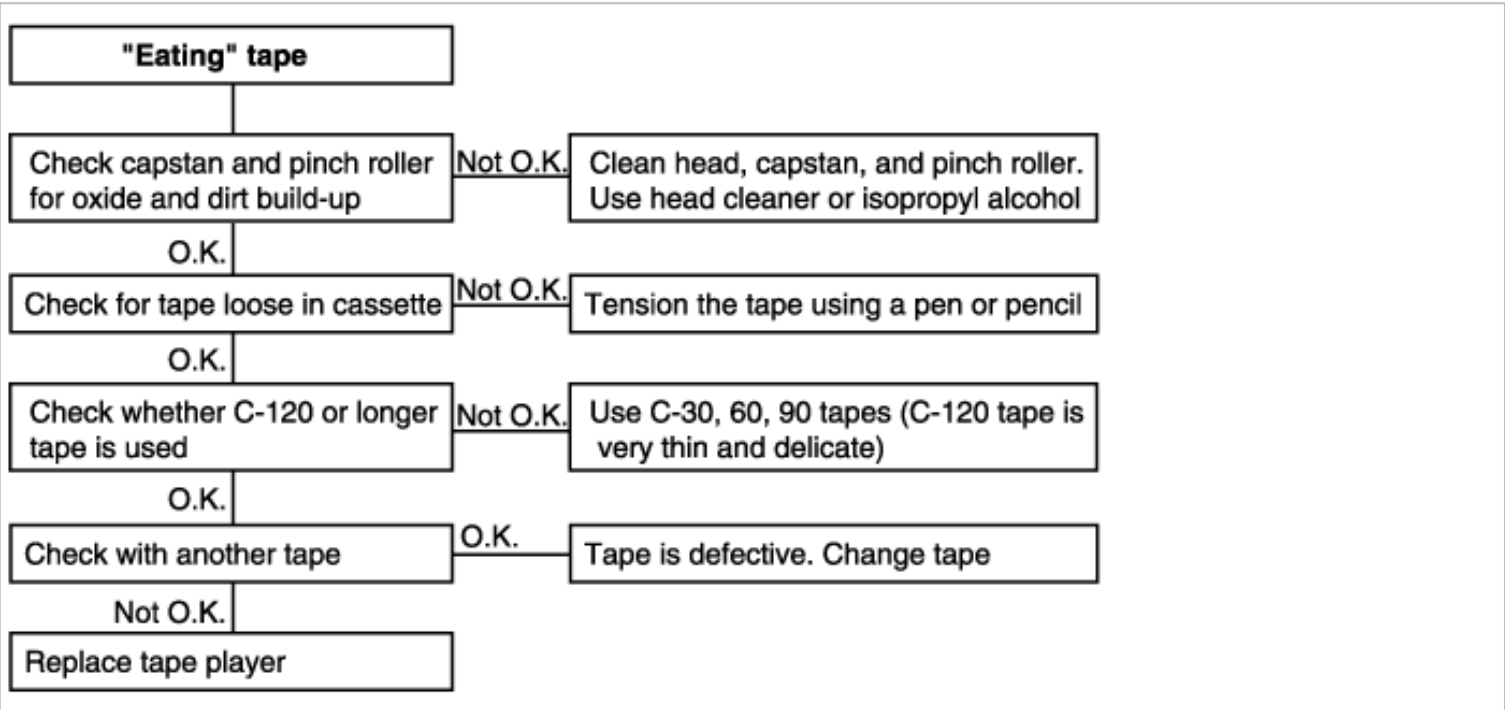 "Eating" tape
Check capstan and pinch roller
for oxide and dirt build-up
Not O.K.
Clean head, capstan, and pinch roller.
Use head cleaner or isopropyl alcohol
O.K.
Check for tape loose in cassette
Not O.K.
Tension the tape using a pen or pencil
O.K.
Check whether C-120 or longer
tape is used
Not O.K.
Use C-30, 60, 90 tapes (C-120 tape is
very thin and delicate)
O.K.
Check with another tape
O.K.
Tape is defective. Change tape
Not O.K.
Replace tape player